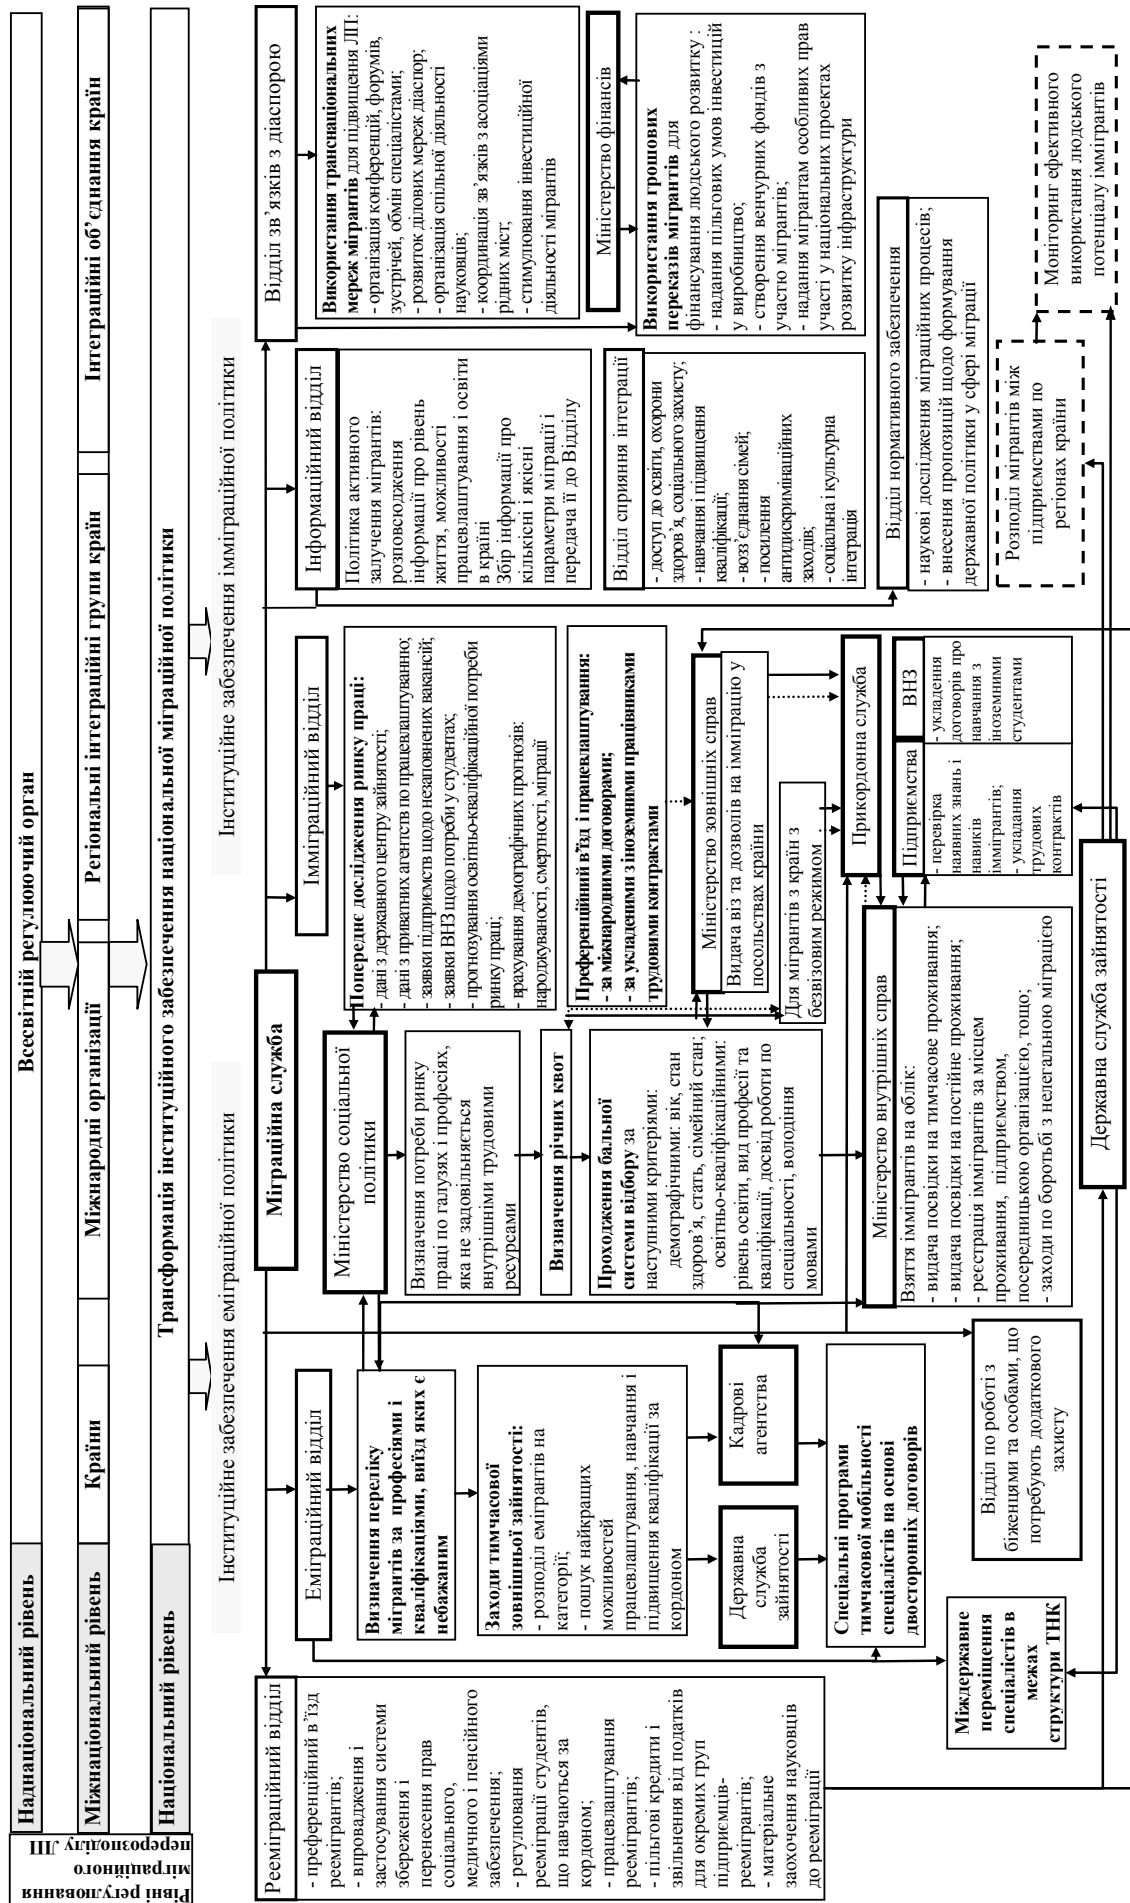 Рівні регулювання
міграційного
перерозподілу ЛП
Наднаціональний рівень
Всесвітній регулюючий орган
Міжнаціональний рівень
Країни
Міжнародні організації
Регіональні інтеграційні групи країн
Інтеграційні об’єднання країн
Національний рівень
Трансформація інституційного забезпечення національної міграційної політики
Інституційне забезпечення еміграційної політики
Інституційне забезпечення імміграційної політики
Міграційна служба
Рееміграційний відділ
- преференційний в’їзд
реемігрантів;
- впровадження і
застосування системи
збереження і
перенесення прав
соціального,
медичного і пенсійного
забезпечення;
- регулювання
рееміграції студентів,
що навчаються за
кордоном;
- працевлаштування
реемігрантів;
- пільгові кредити і
звільнення від податків
для окремих груп
підприємців-
реемігрантів;
- матеріальне
заохочення науковців
до рееміграції
Еміграційний відділ
Визначення переліку
мігрантів за професіями і
кваліфікаціями, виїзд яких є
небажаним
Заходи тимчасової
зовнішньої зайнятості:
- розподіл емігрантів на
категорії;
- пошук найкращих
можливостей
працевлаштування, навчання і
підвищення кваліфікації за
кордоном
Державна
служба
зайнятості
Кадрові
агентства
Спеціальні програми
тимчасової мобільності
спеціалістів на основі
двосторонніх договорів
Міждержавне
переміщення
спеціалістів в
межах
структури ТНК
Відділ по роботі з
біженцями та особами, що
потребують додаткового
захисту
Міністерство соціальної
політики
Визначення потреби ринку
праці по галузях і професіях,
яка не задовільняється
внутрішніми трудовими
ресурсами
Визначення річних квот
Проходження бальної
системи відбору за
наступними критеріями:
демографічними: вік, стан
здоров’я, стать, сімейний стан;
освітньо-кваліфікаційними:
рівень освіти, вид професії та
кваліфікації, досвід роботи по
спеціальності, володіння
мовами
Міністерство внутрішніх справ
Взяття іммігрантів на облік:
- видача посвідки на тимчасове проживання;
- видача посвідки на постійне проживання;
- реєстрація іммігрантів за місцем
проживання, підприємством,
посередницькою організацією, тощо;
- заходи по боротьбі з нелегальною міграцією
Імміграційний відділ
Попереднє дослідження ринку праці:
- дані з державного центру зайнятості;
- дані з приватних агентств по працевлаштуванню;
- заявки підприємств щодо незаповнених вакансій;
- заявки ВНЗ щодо потреби у студентах;
- прогнозування освітньо-кваліфікаційної потреби
ринку праці;
- врахування демографічних прогнозів:
народжуваності, смертності, міграції
Преференційний в’їзд і працевлаштування:
- за міжнародними договорами;
- за укладеними з іноземними працівниками
трудовими контрактами
Міністерство зовнішніх справ
Видача віз та дозволів на імміграцію у
посольствах країни
Для мігрантів з країн з
безвізовим режимом
Прикордонна служба
Підприємства
- перевірка
наявних знань і
навиків
іммігрантів;
- укладання
трудових
контрактів
ВНЗ
- укладення
договорів про
навчання з
іноземними
студентами
Державна служба зайнятості
Інформаційний відділ
Політика активного
залучення мігрантів:
розповсюдження
інформації про рівень
життя, можливості
працевлаштування і освіти
в країні
Збір інформації про
кількісні і якісні
параметри міграції і
передача її до Відділу
Відділ сприяння інтеграції
- доступ до освіти, охорони
здоров’я, соціального захисту;
- навчання і підвищення
кваліфікації;
- возз’єднання сімей;
- посилення
антидискримінаційних
заходів;
- соціальна і культурна
інтеграція
Відділ нормативного забезпечення
- наукові дослідження міграційних процесів;
- внесення пропозицій щодо формування
державної політики у сфері міграції
Розподіл мігрантів між
підприємствами по
регіонах країни
Моніторинг ефективного
використання людського
потенціалу іммігрантів
Відділ зв’язків з діаспорою
Використання транснаціональних
мереж мігрантів для підвищення ЛП:
- організація конференцій, форумів,
зустрічей, обмін спеціалістами;
- розвиток ділових мереж діаспор;
- організація спільної діяльності
науковців;
- координація зв’язків з асоціаціями
рідних міст;
- стимулювання інвестиційної
діяльності мігрантів
Міністерство фінансів
Використання грошових
переказів мігрантів для
фінансування людського розвитку :
- надання пільгових умов інвестицій
у виробництво;
- створення венчурних фондів з
участю мігрантів;
- надання мігрантам особливих прав
участі у національних проектах
розвитку інфраструктури